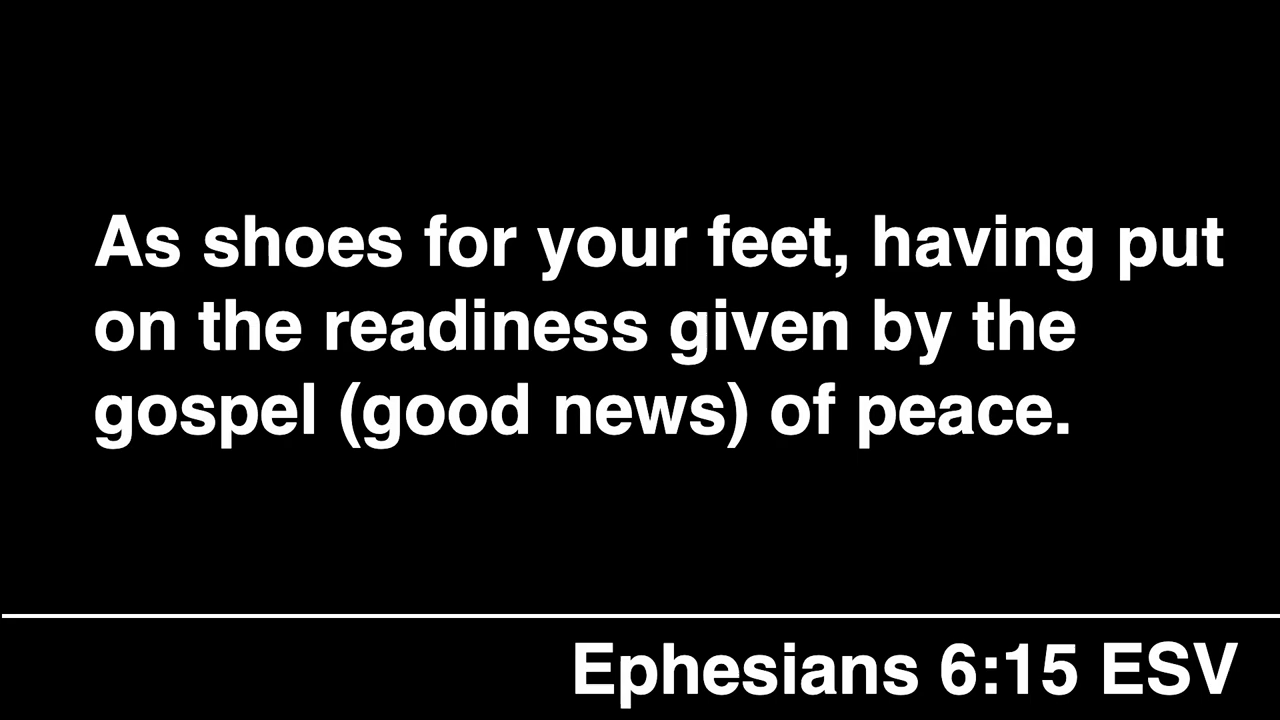 As shoes for your feet, having put
on the readiness given by the
gospel (good news) of peace.
Ephesians 6:15 ESV